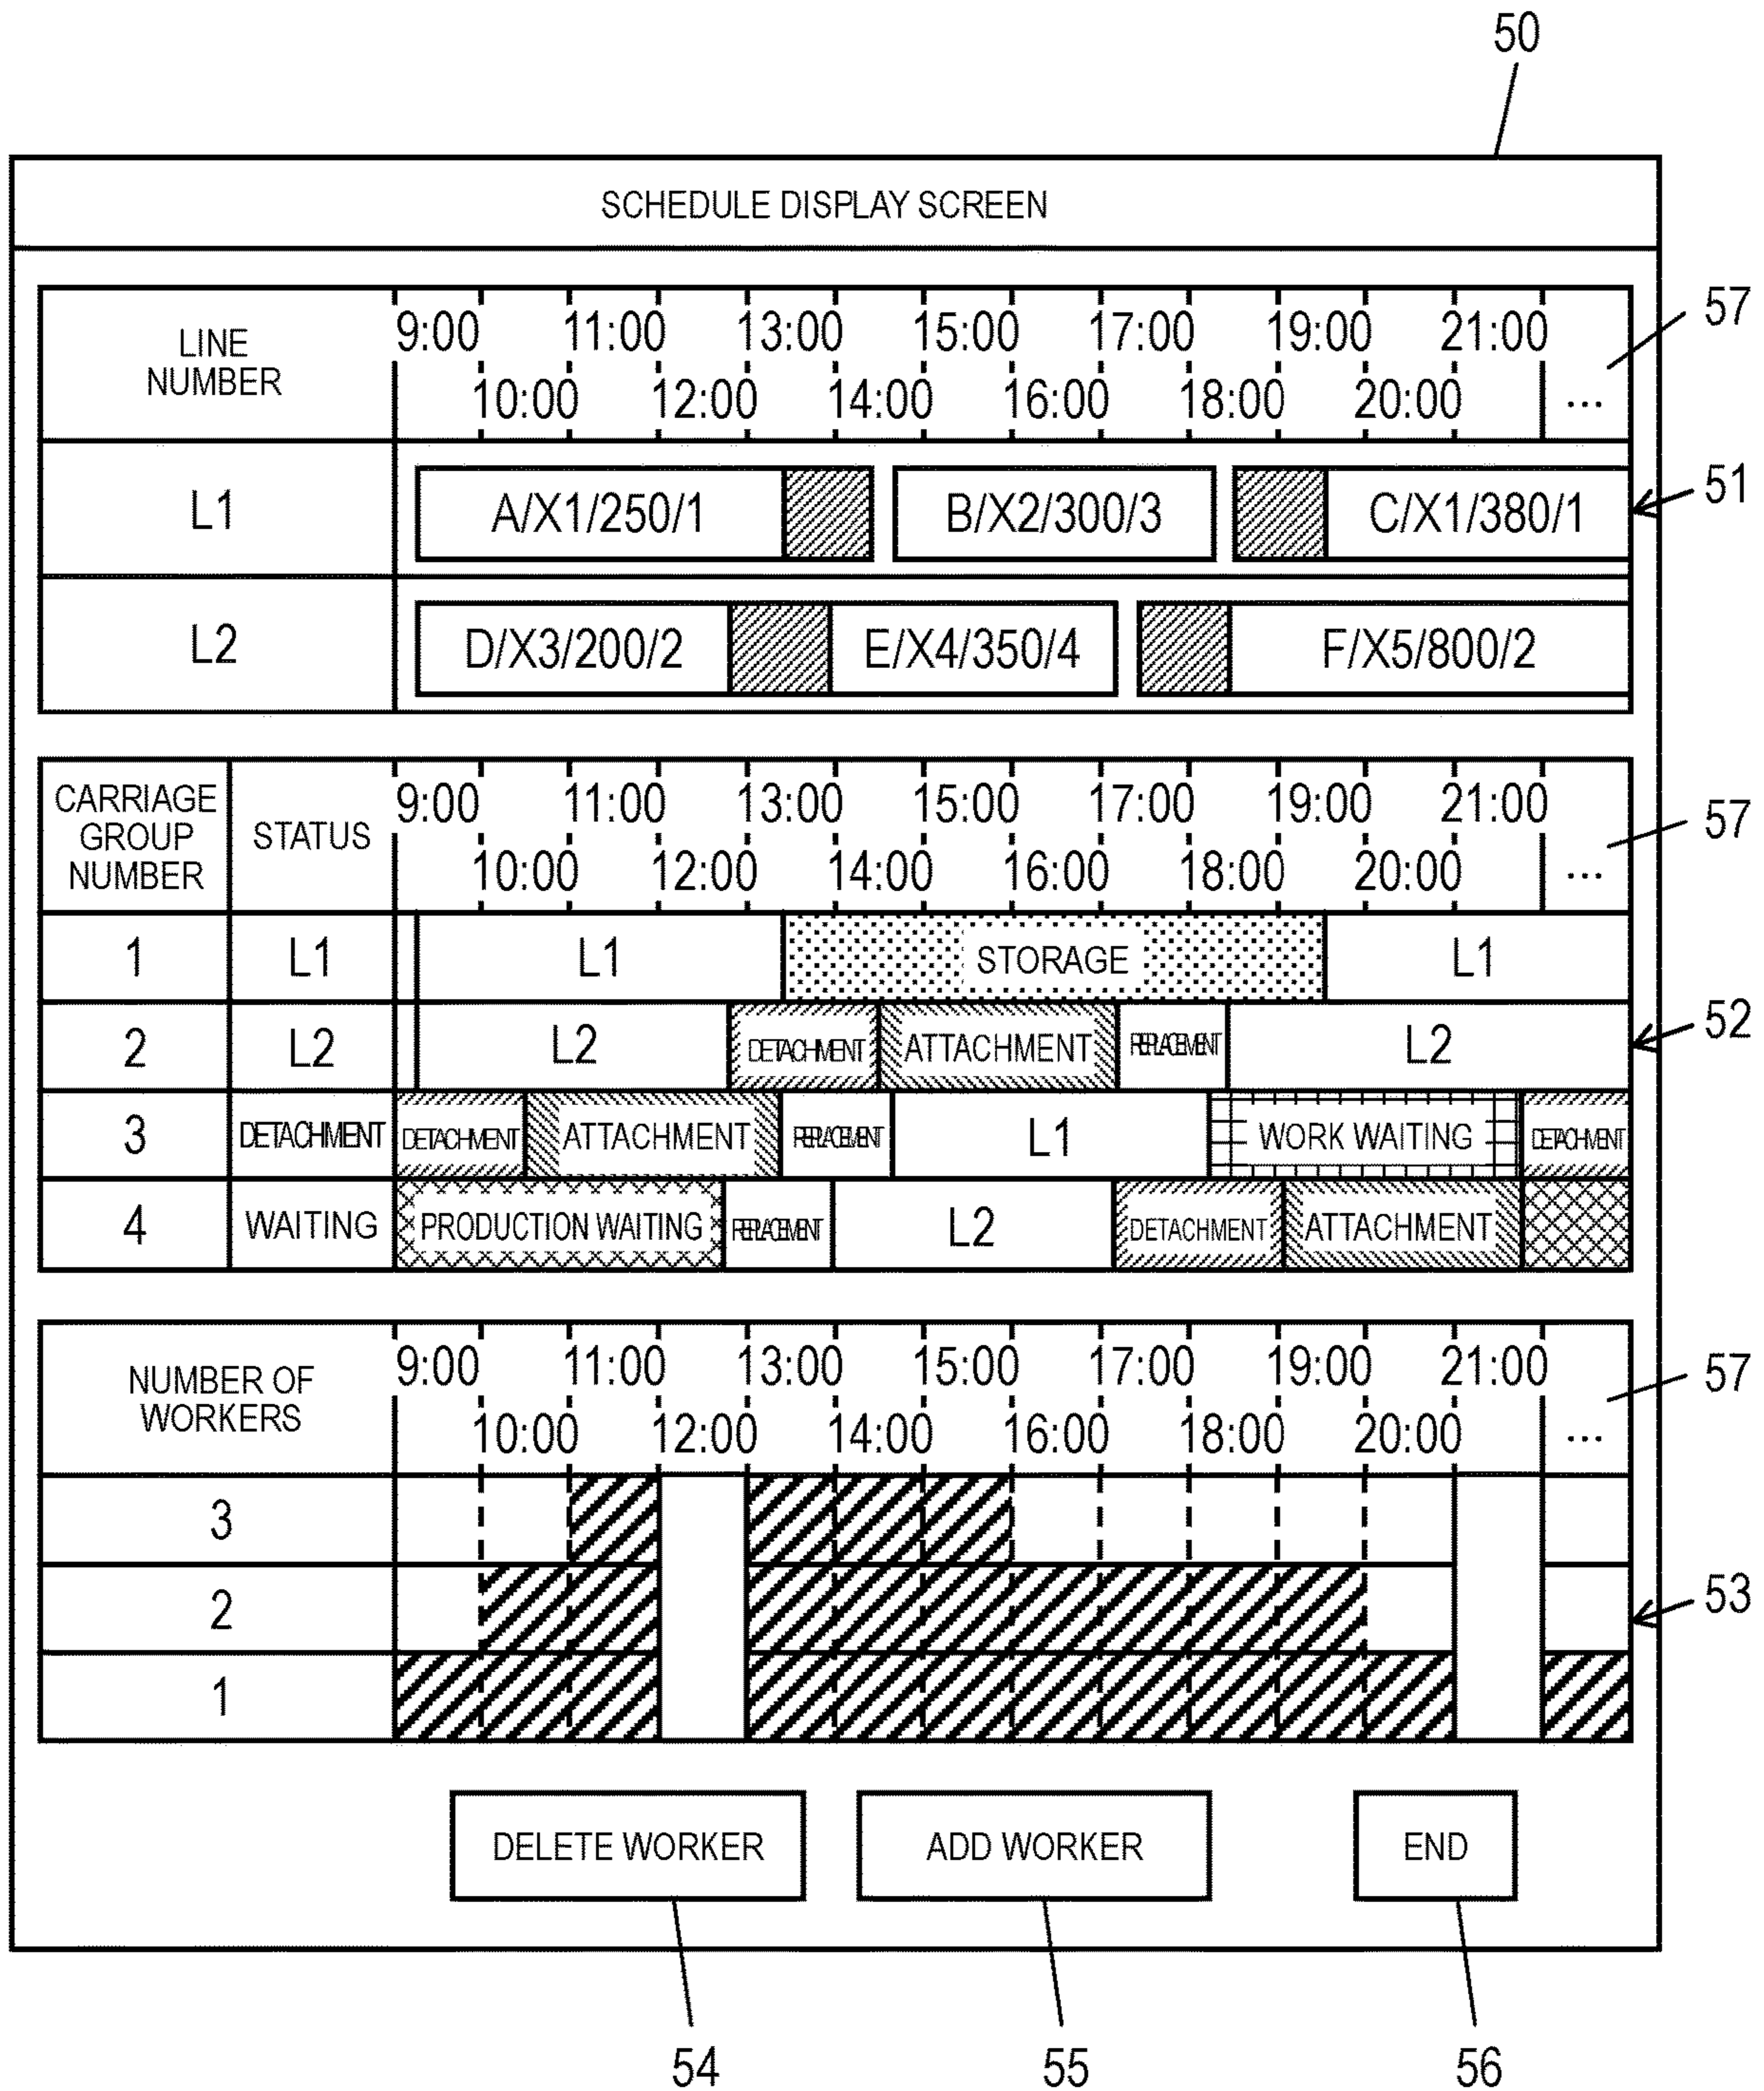 50
SCHEDULE DISPLAY SCREEN
LINE NUMBER
9:00 11:00 13:00 15:00 17:00 19:00 21:00
10:00 12:00 14:00 16:00 18:00 20:00 ...
57
L1 A/X1/250/1 B/X2/300/3 C/X1/380/1
51
L2 D/X3/200/2 E/X4/350/4 F/X5/800/2
CARRIAGE GROUP NUMBER STATUS
9:00 11:00 13:00 15:00 17:00 19:00 21:00
10:00 12:00 14:00 16:00 18:00 20:00 ...
57
1 L1 L1 STORAGE L1
2 L2 L2 DETACHMENT ATTACHMENT REPLACEMENT L2
52
3 DETACHMENT DETACHMENT ATTACHMENT REPLACEMENT L1 WORK WAITING DETACHMENT
4 WAITING PRODUCTION WAITING REPLACEMENT L2 DETACHMENT ATTACHMENT
NUMBER OF WORKERS
9:00 11:00 13:00 15:00 17:00 19:00 21:00
10:00 12:00 14:00 16:00 18:00 20:00 ...
57
3
2
53
1
DELETE WORKER ADD WORKER END
54 55 56